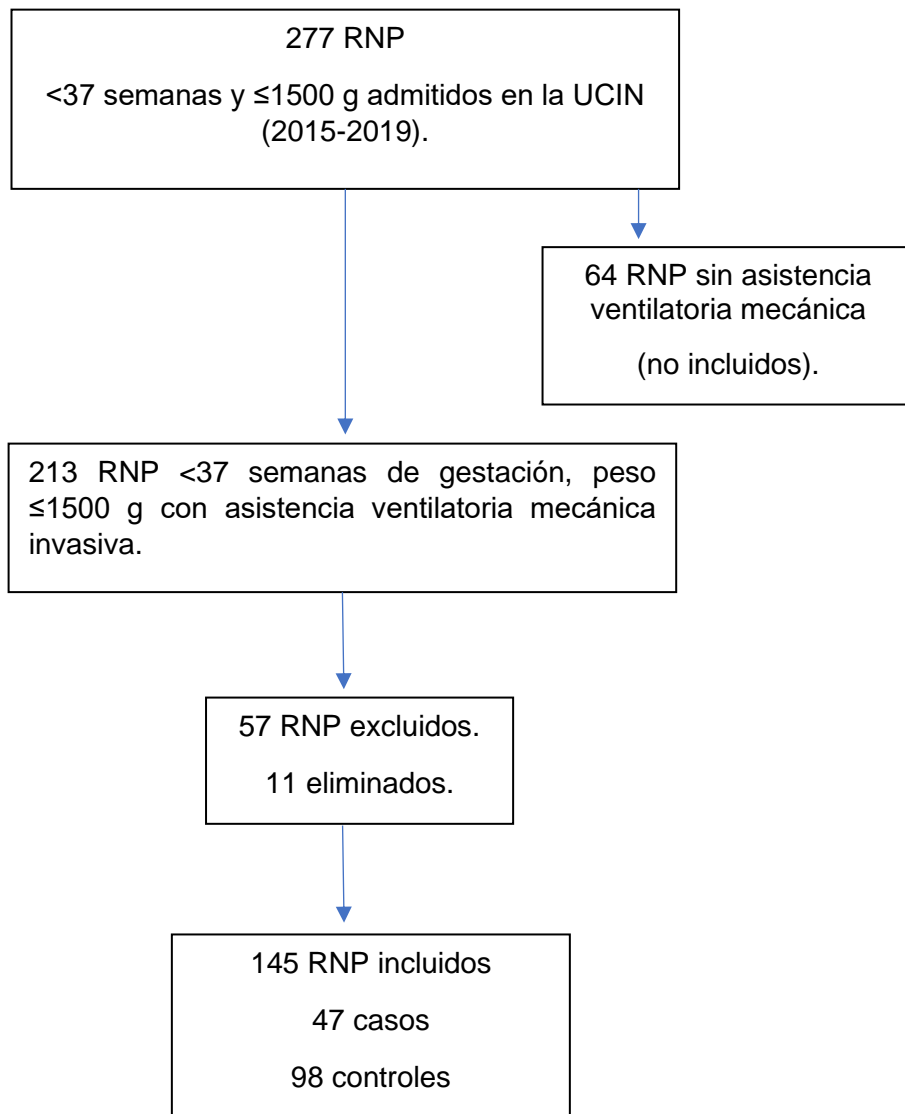 277 RNP
<37 semanas y ≤1500 g admitidos en la UCIN
(2015-2019).
64 RNP sin asistencia
ventilatoria mecánica
(no incluidos).
213 RNP <37 semanas de gestación, peso
≤1500 g con asistencia ventilatoria mecánica
invasiva.
57 RNP excluidos.
11 eliminados.
145 RNP incluidos
47 casos
98 controles